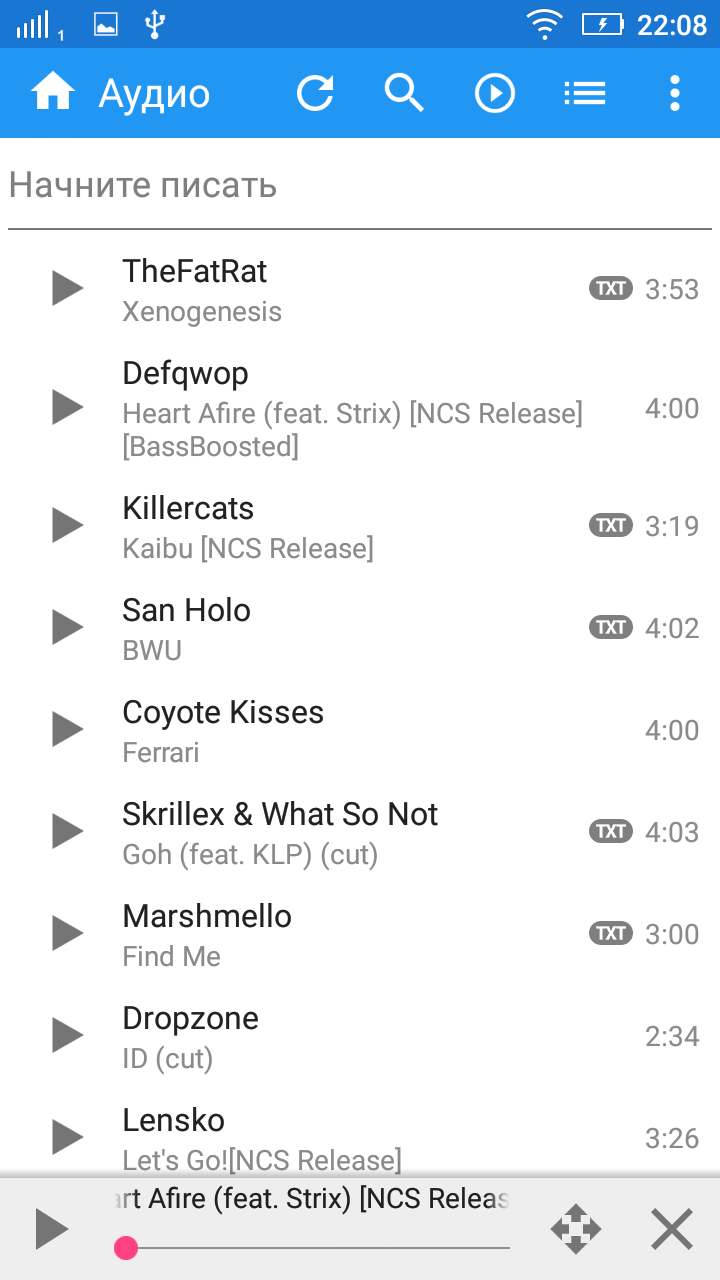 1 22:08
Аудио
Начните писать
TheFatRat
Xenogenesis
TXT 3:53
Defqwop
Heart Afire (feat. Strix) [NCS Release]
[BassBoosted]
4:00
Killercats
Kaibu [NCS Release]
TXT 3:19
San Holo
BWU
TXT 4:02
Coyote Kisses
Ferrari
4:00
Skrillex & What So Not
Goh (feat. KLP) (cut)
TXT 4:03
Marshmello
Find Me
TXT 3:00
Dropzone
ID (cut)
2:34
Lensko
Let's Go![NCS Release]
3:26
art Afire (feat. Strix) [NCS Releas